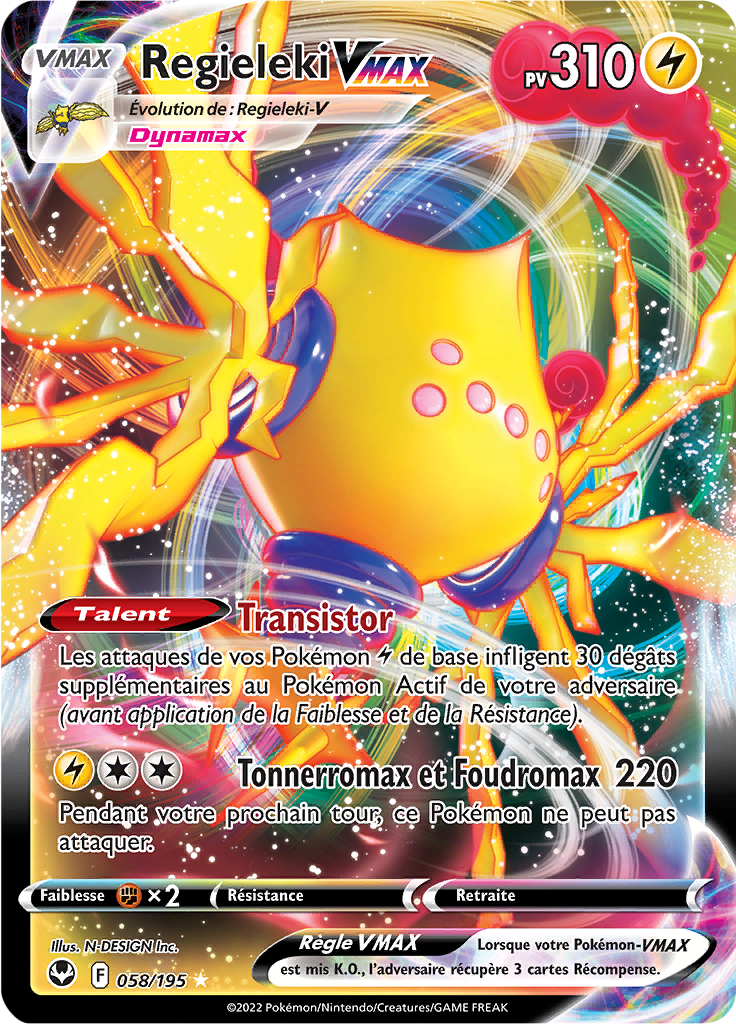 VMAX
Regieleki VMAX
PV 310
Évolution de : Regieleki-V
Dynamax
Talent Transistor
Les attaques de vos Pokémon de base infligent 30 dégâts
supplémentaires au Pokémon Actif de votre adversaire
(avant application de la Faiblesse et de la Résistance).
Tonnerromax et Foudromax 220
Pendant votre prochain tour, ce Pokémon ne peut pas
attaquer.
Faiblesse ×2 Résistance Retraite
Illus. N-DESIGN Inc.
Règle VMAX Lorsque votre Pokémon-VMAX
est mis K.O., l'adversaire récupère 3 cartes Récompense.
F 058/195 ★
©2022 Pokémon/Nintendo/Creatures/GAME FREAK